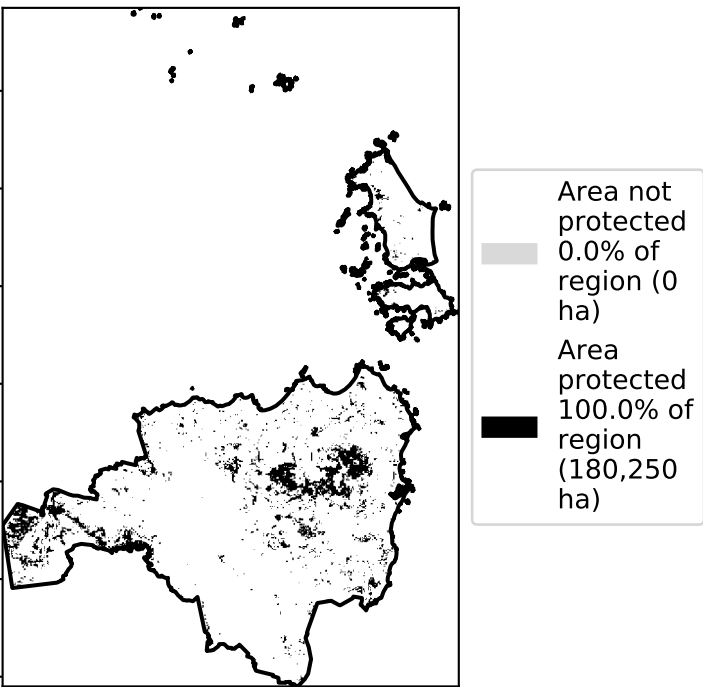 Area not
protected
0.0% of
region (0
ha)
Area
protected
100.0% of
region
(180,250
ha)